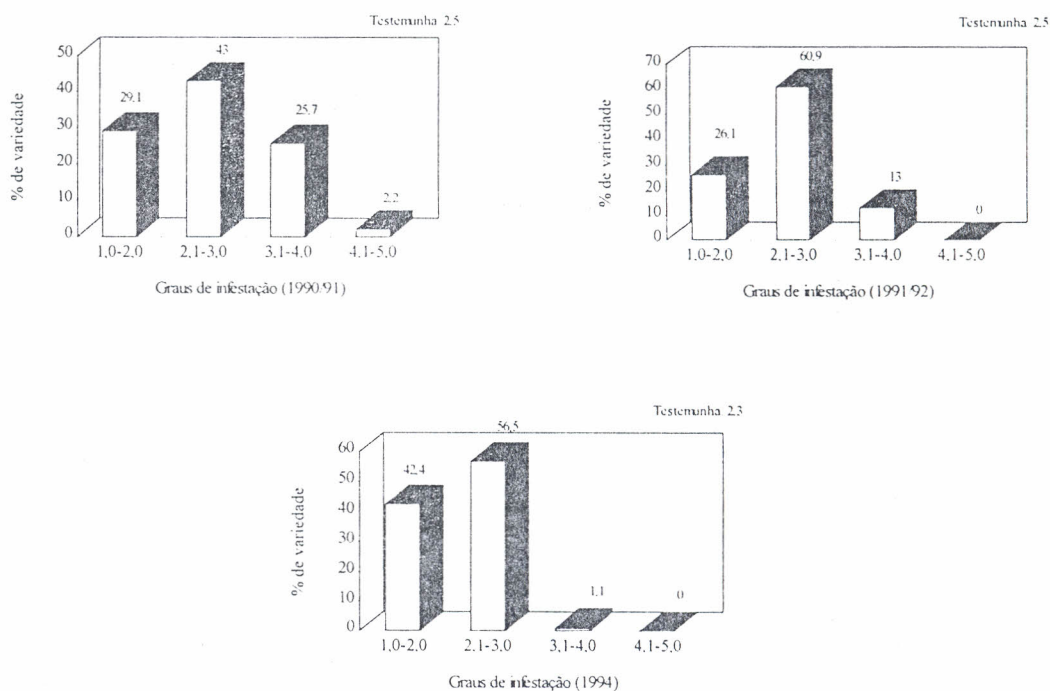 Testemunha 2.5
50
40
30
20
10
0
% de variedade
29,1
43
25,7
2,2
1,0-2,0 2,1-3,0 3,1-4,0 4,1-5,0
Graus de infestação (1990/91)
Testemunha 2.5
70
60
50
40
30
20
10
0
% de variedade
26,1
60,9
13
0
1,0-2,0 2,1-3,0 3,1-4,0 4,1-5,0
Graus de infestação (1991/92)
Testemunha 2.3
60
50
40
30
20
10
0
% de variedade
42,4
56,5
1,1
0
1,0-2,0 2,1-3,0 3,1-4,0 4,1-5,0
Graus de infestação (1994)